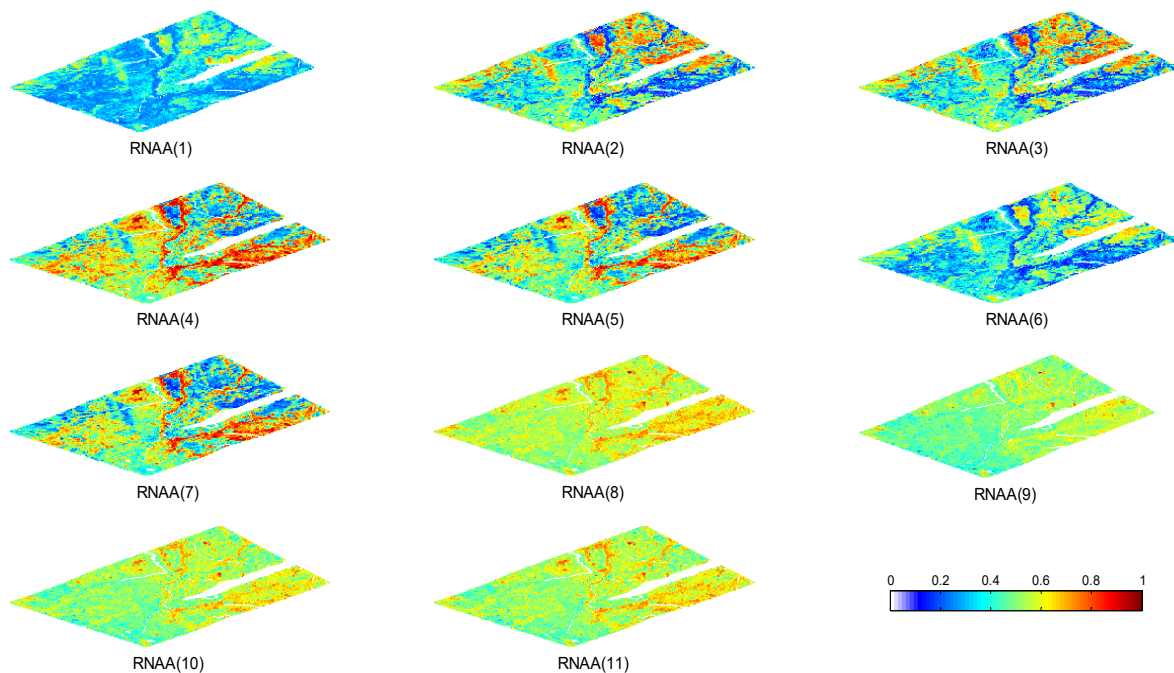 RNAA(1)
RNAA(2)
RNAA(3)
RNAA(4)
RNAA(5)
RNAA(6)
RNAA(7)
RNAA(8)
RNAA(9)
0 0.2 0.4 0.6 0.8 1
RNAA(10)
RNAA(11)